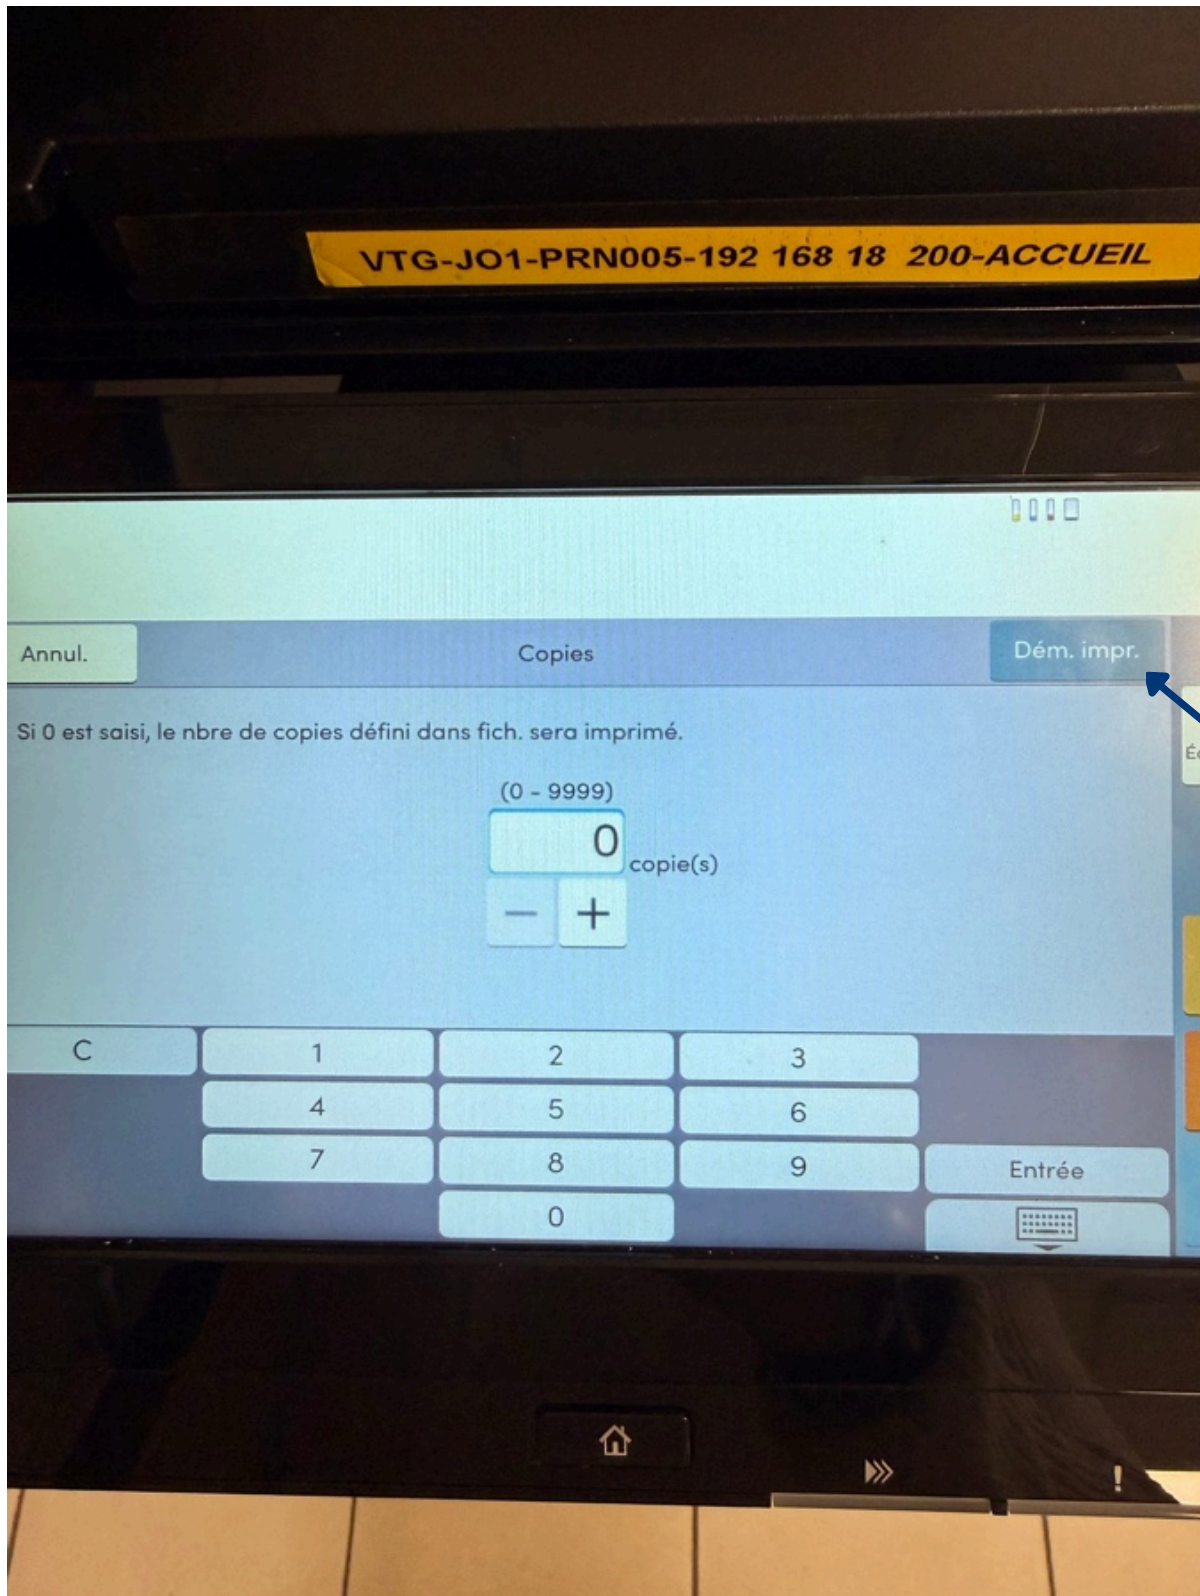 VTG-JO1-PRN005-192 168 18 200-ACCUEIL
Annul.
Copies
Dém. impr.
Si 0 est saisi, le nbre de copies défini dans fich. sera imprimé.
(0 - 9999)
0
copie(s)
− +
C 1 2 3
4 5 6
7 8 9 Entrée
0
!